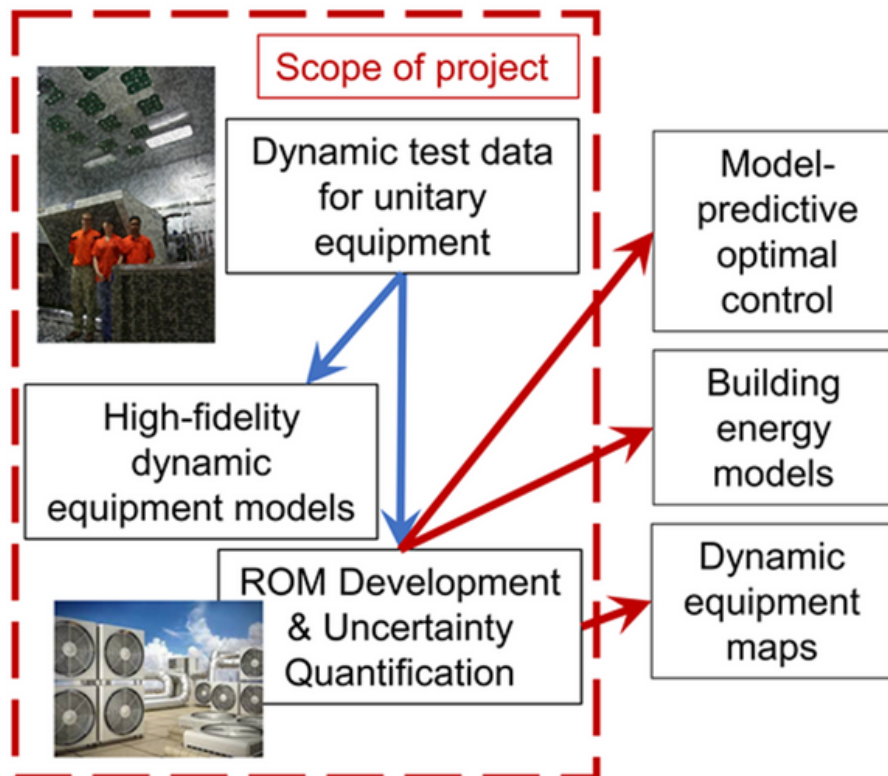 Scope of project
Dynamic test data
for unitary
equipment
High-fidelity
dynamic
equipment models
ROM Development
& Uncertainty
Quantification
Model-
predictive
optimal
control
Building
energy
models
Dynamic
equipment
maps